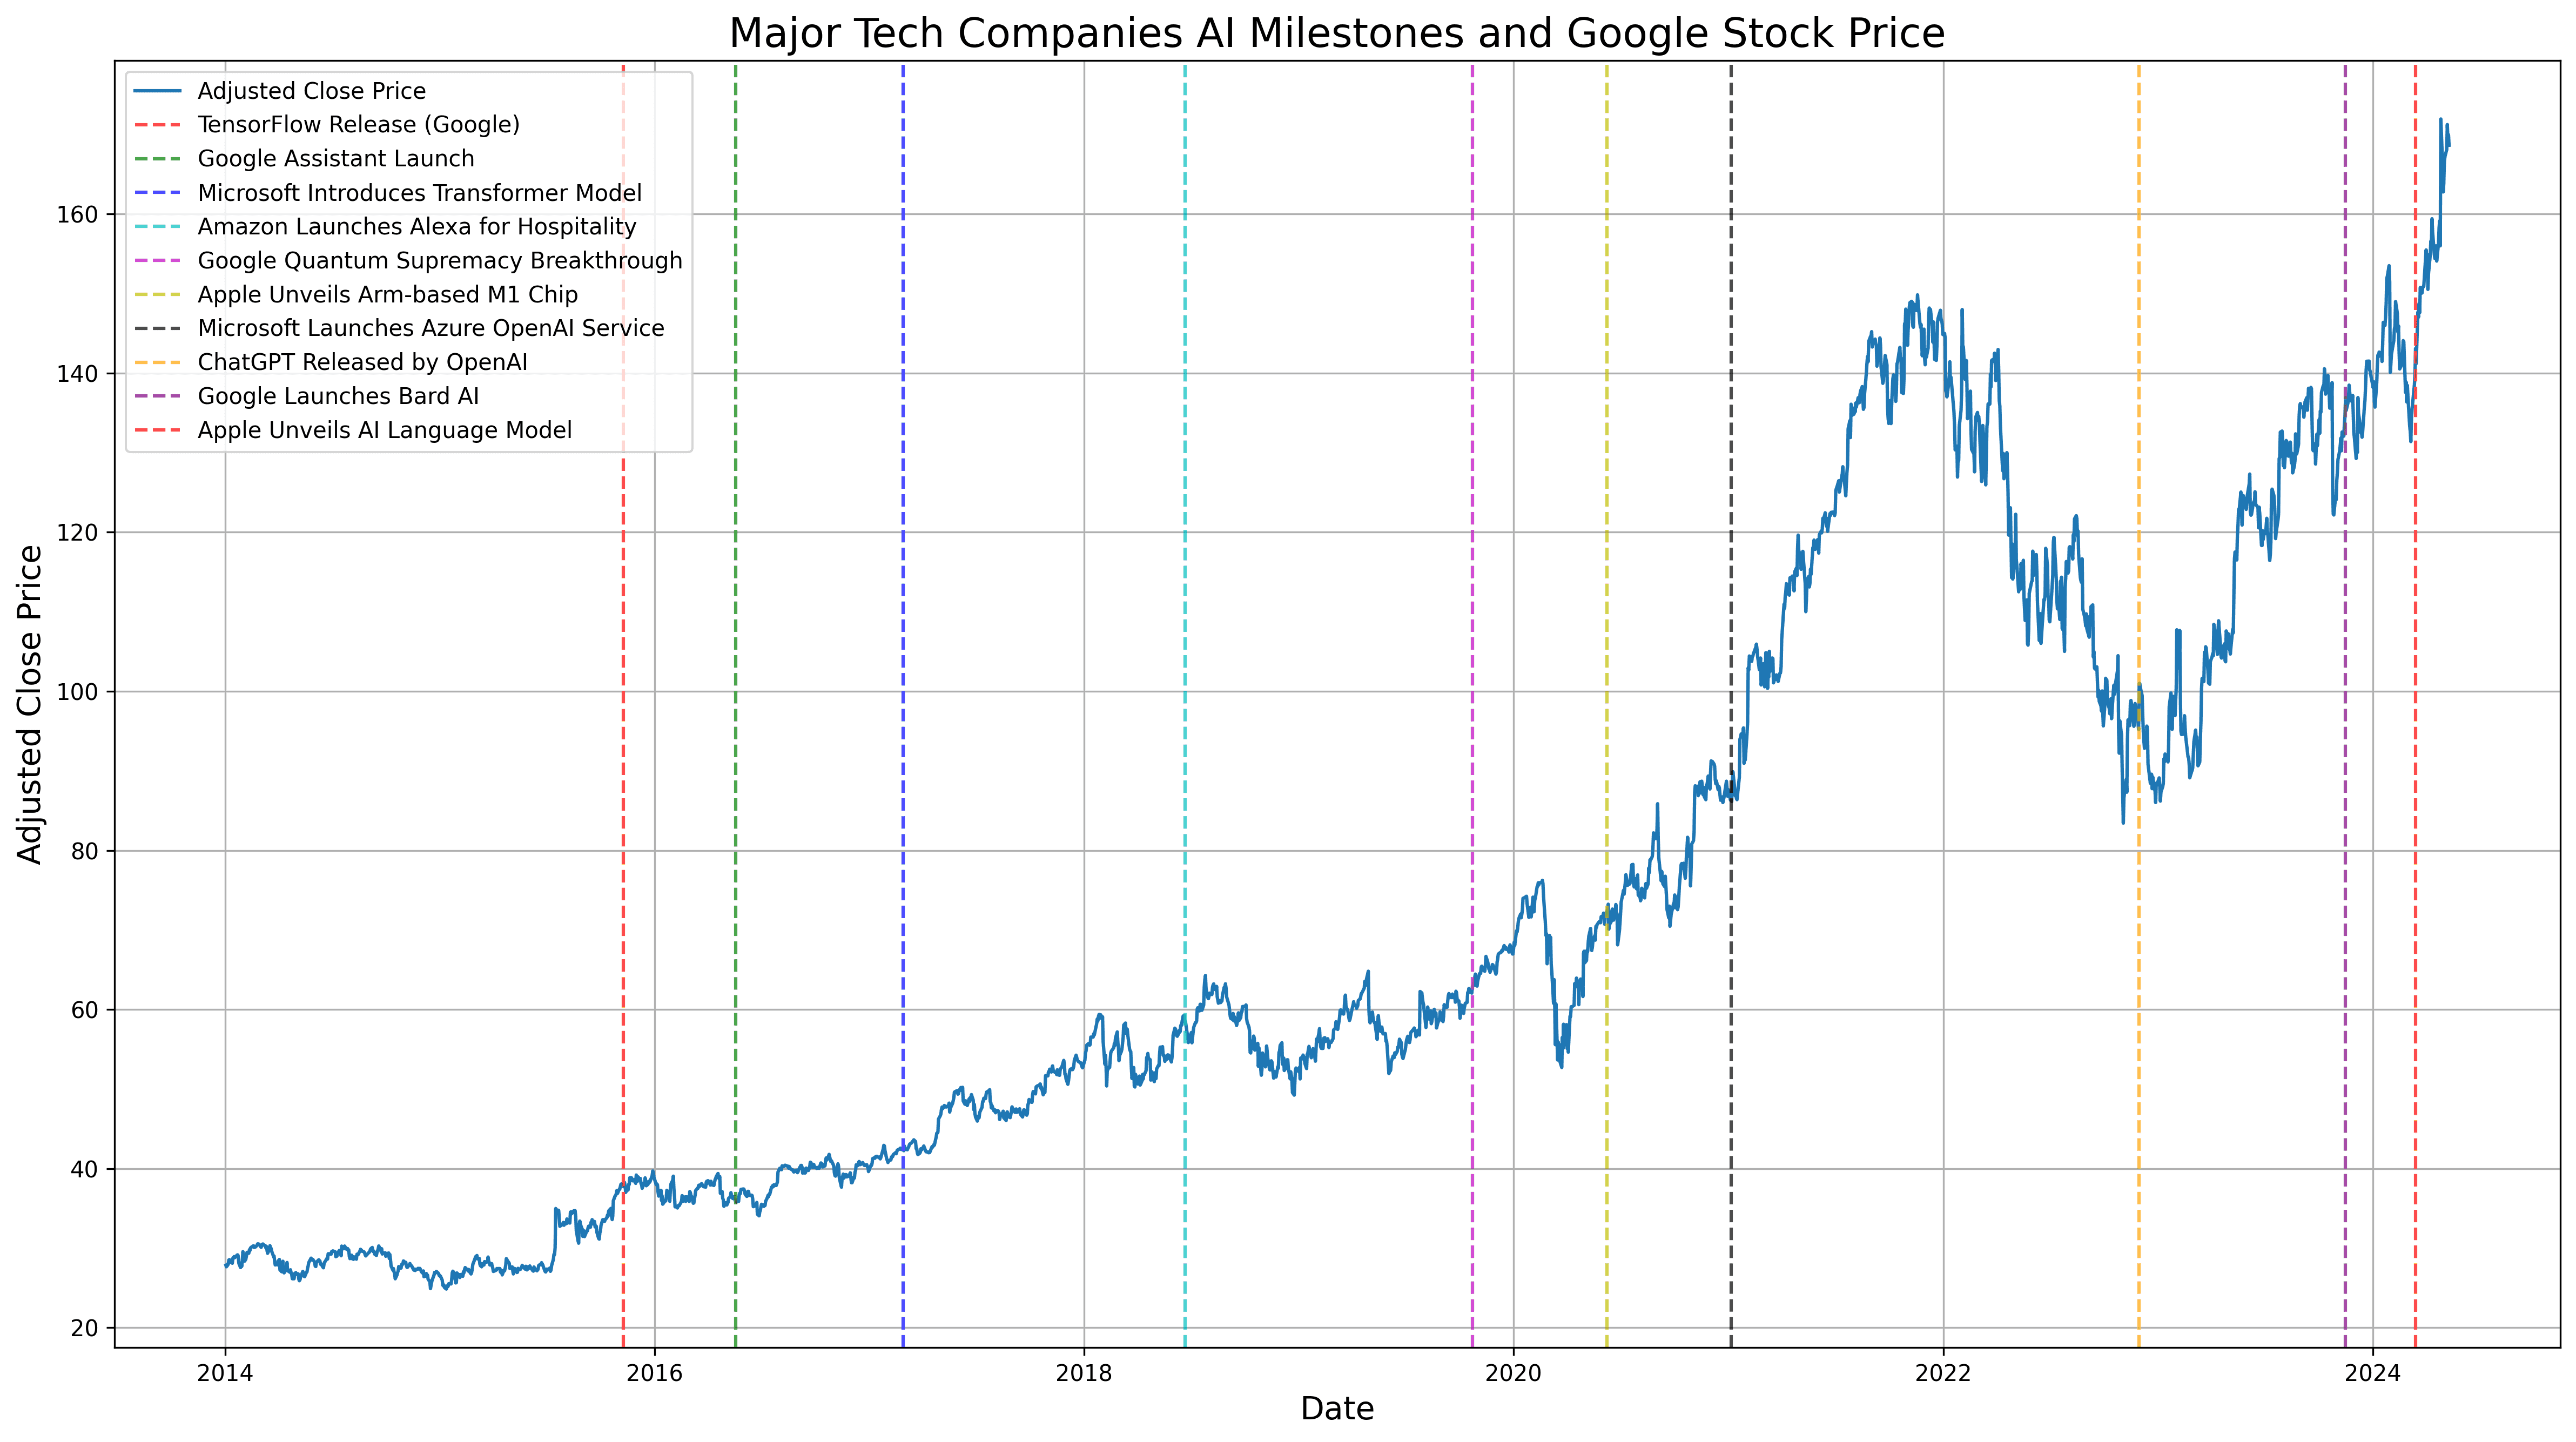 Major Tech Companies AI Milestones and Google Stock Price
Adjusted Close Price
TensorFlow Release (Google)
Google Assistant Launch
Microsoft Introduces Transformer Model
Amazon Launches Alexa for Hospitality
Google Quantum Supremacy Breakthrough
Apple Unveils Arm-based M1 Chip
Microsoft Launches Azure OpenAI Service
ChatGPT Released by OpenAI
Google Launches Bard AI
Apple Unveils AI Language Model
Adjusted Close Price
160
140
120
100
80
60
40
20
2014 2016 2018 2020 2022 2024
Date